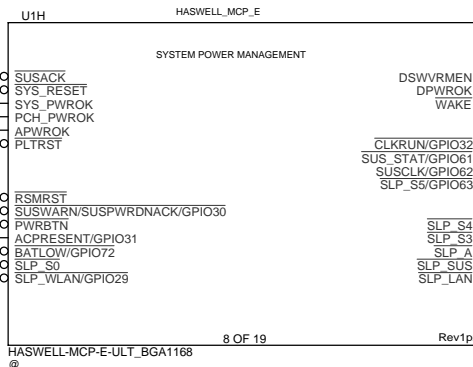 U1H
HASWELL_MCP_E
SYSTEM POWER MANAGEMENT
SUSACK
SYS_RESET
SYS_PWROK
PCH_PWROK
APWROK
PLTRST
RSMRST
SUSWARN/SUSPWRDNACK/GPIO30
PWRBTN
ACPRESENT/GPIO31
BATLOW/GPIO72
SLP_S0
SLP_WLAN/GPIO29
DSWVRMEN
DPWROK
WAKE
CLKRUN/GPIO32
SUS_STAT/GPIO61
SUSCLK/GPIO62
SLP_S5/GPIO63
SLP_S4
SLP_S3
SLP_A
SLP_SUS
SLP_LAN
8 OF 19
Rev1p
HASWELL-MCP-E-ULT_BGA1168
@